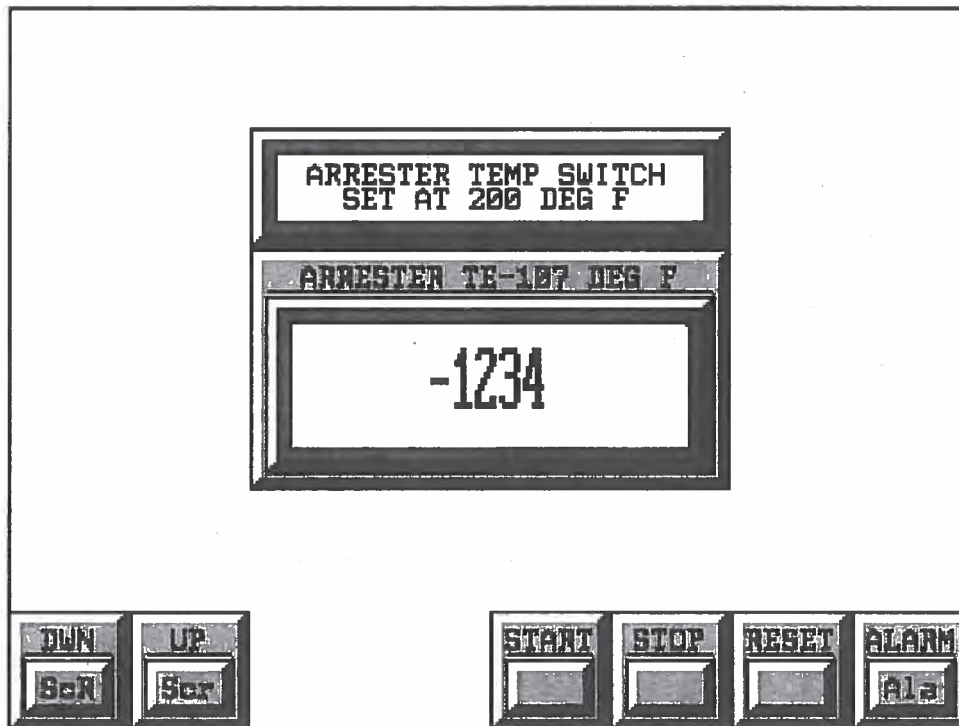 ARRESTER TEMP SWITCH
SET AT 200 DEG F
ARRESTER TE-107 DEG F
-1234
DWN UP START STOP RESET ALARM
ScR Scr Ala